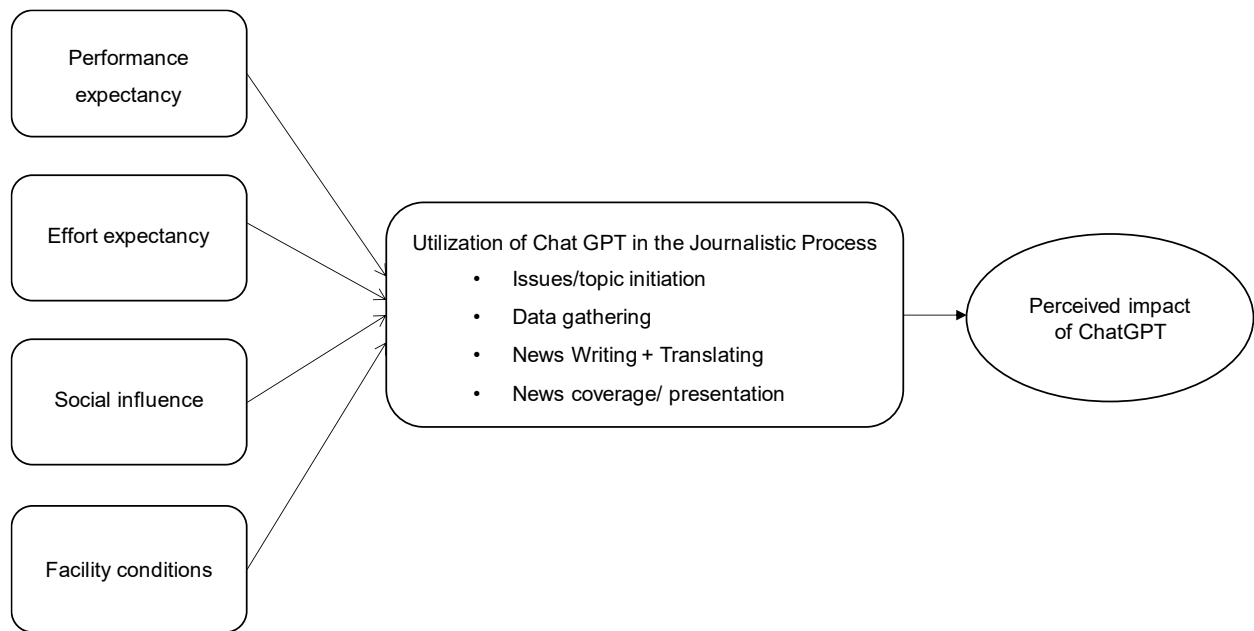 Performance
expectancy
Effort expectancy
Social influence
Facility conditions
Utilization of Chat GPT in the Journalistic Process
• Issues/topic initiation
• Data gathering
• News Writing + Translating
• News coverage/ presentation
Perceived impact
of ChatGPT